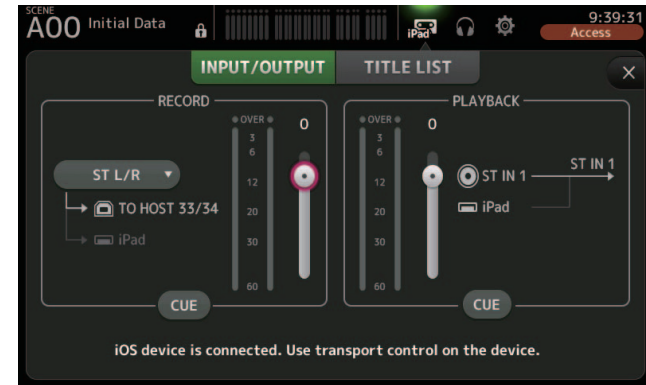 SCENE
A00 Initial Data
iPad
9:39:31
Access
INPUT/OUTPUT
TITLE LIST
RECORD
OVER
0
3
6
12
20
30
60
ST L/R
TO HOST 33/34
iPad
CUE
PLAYBACK
OVER
0
3
6
12
20
30
60
ST IN 1
ST IN 1
iPad
CUE
iOS device is connected. Use transport control on the device.